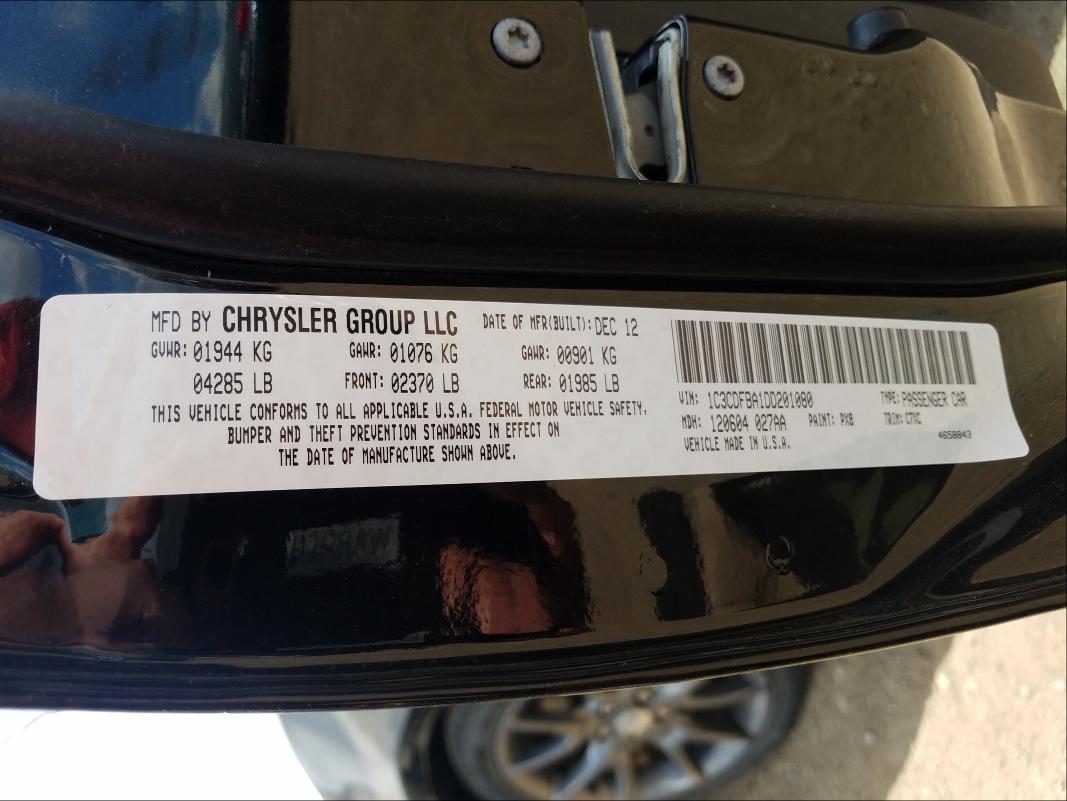 MFD BY CHRYSLER GROUP LLC DATE OF MFR(BUILT): DEC 12
GVWR: 01944 KG GAWR: 01076 KG GAWR: 00901 KG
04285 LB FRONT: 02370 LB REAR: 01985 LB
THIS VEHICLE CONFORMS TO ALL APPLICABLE U.S.A. FEDERAL MOTOR VEHICLE SAFETY,
BUMPER AND THEFT PREVENTION STANDARDS IN EFFECT ON
THE DATE OF MANUFACTURE SHOWN ABOVE.
VIN: 1C3CDFBA1DD201080 TYPE: PASSENGER CAR
MDH: 120604 027AA PAINT: PX8 TRIM: C7XC
VEHICLE MADE IN U.S.A. 4658843